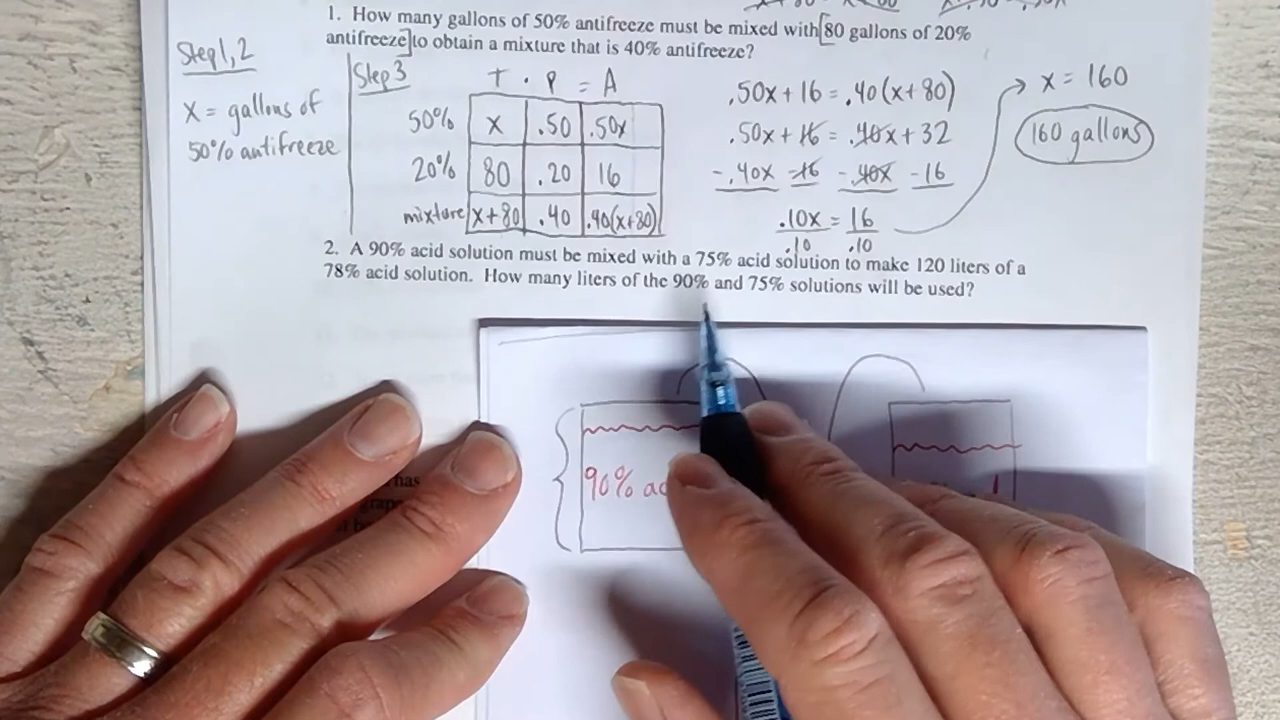 1. How many gallons of 50% antifreeze must be mixed with [80 gallons of 20%
antifreeze] to obtain a mixture that is 40% antifreeze?
Step 1,2
X = gallons of
50% antifreeze
Step 3
T . P = A
50% x .50 .50x
20% 80 .20 16
mixture x+80 .40 .40(x+80)
.50x + 16 = .40(x+80)
.50x + 16 = .40x + 32
-.40x -16 -.40x -16
.10x = 16
.10 .10
x = 160
160 gallons
2. A 90% acid solution must be mixed with a 75% acid solution to make 120 liters of a
78% acid solution. How many liters of the 90% and 75% solutions will be used?
90%
has